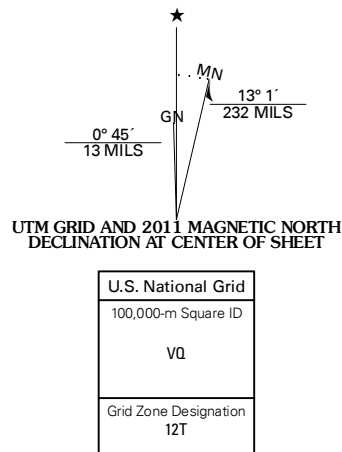 ★
MN
GN
13° 1´
232 MILS
0° 45´
13 MILS
UTM GRID AND 2011 MAGNETIC NORTH
DECLINATION AT CENTER OF SHEET
U.S. National Grid
100,000-m Square ID
VQ
Grid Zone Designation
12T